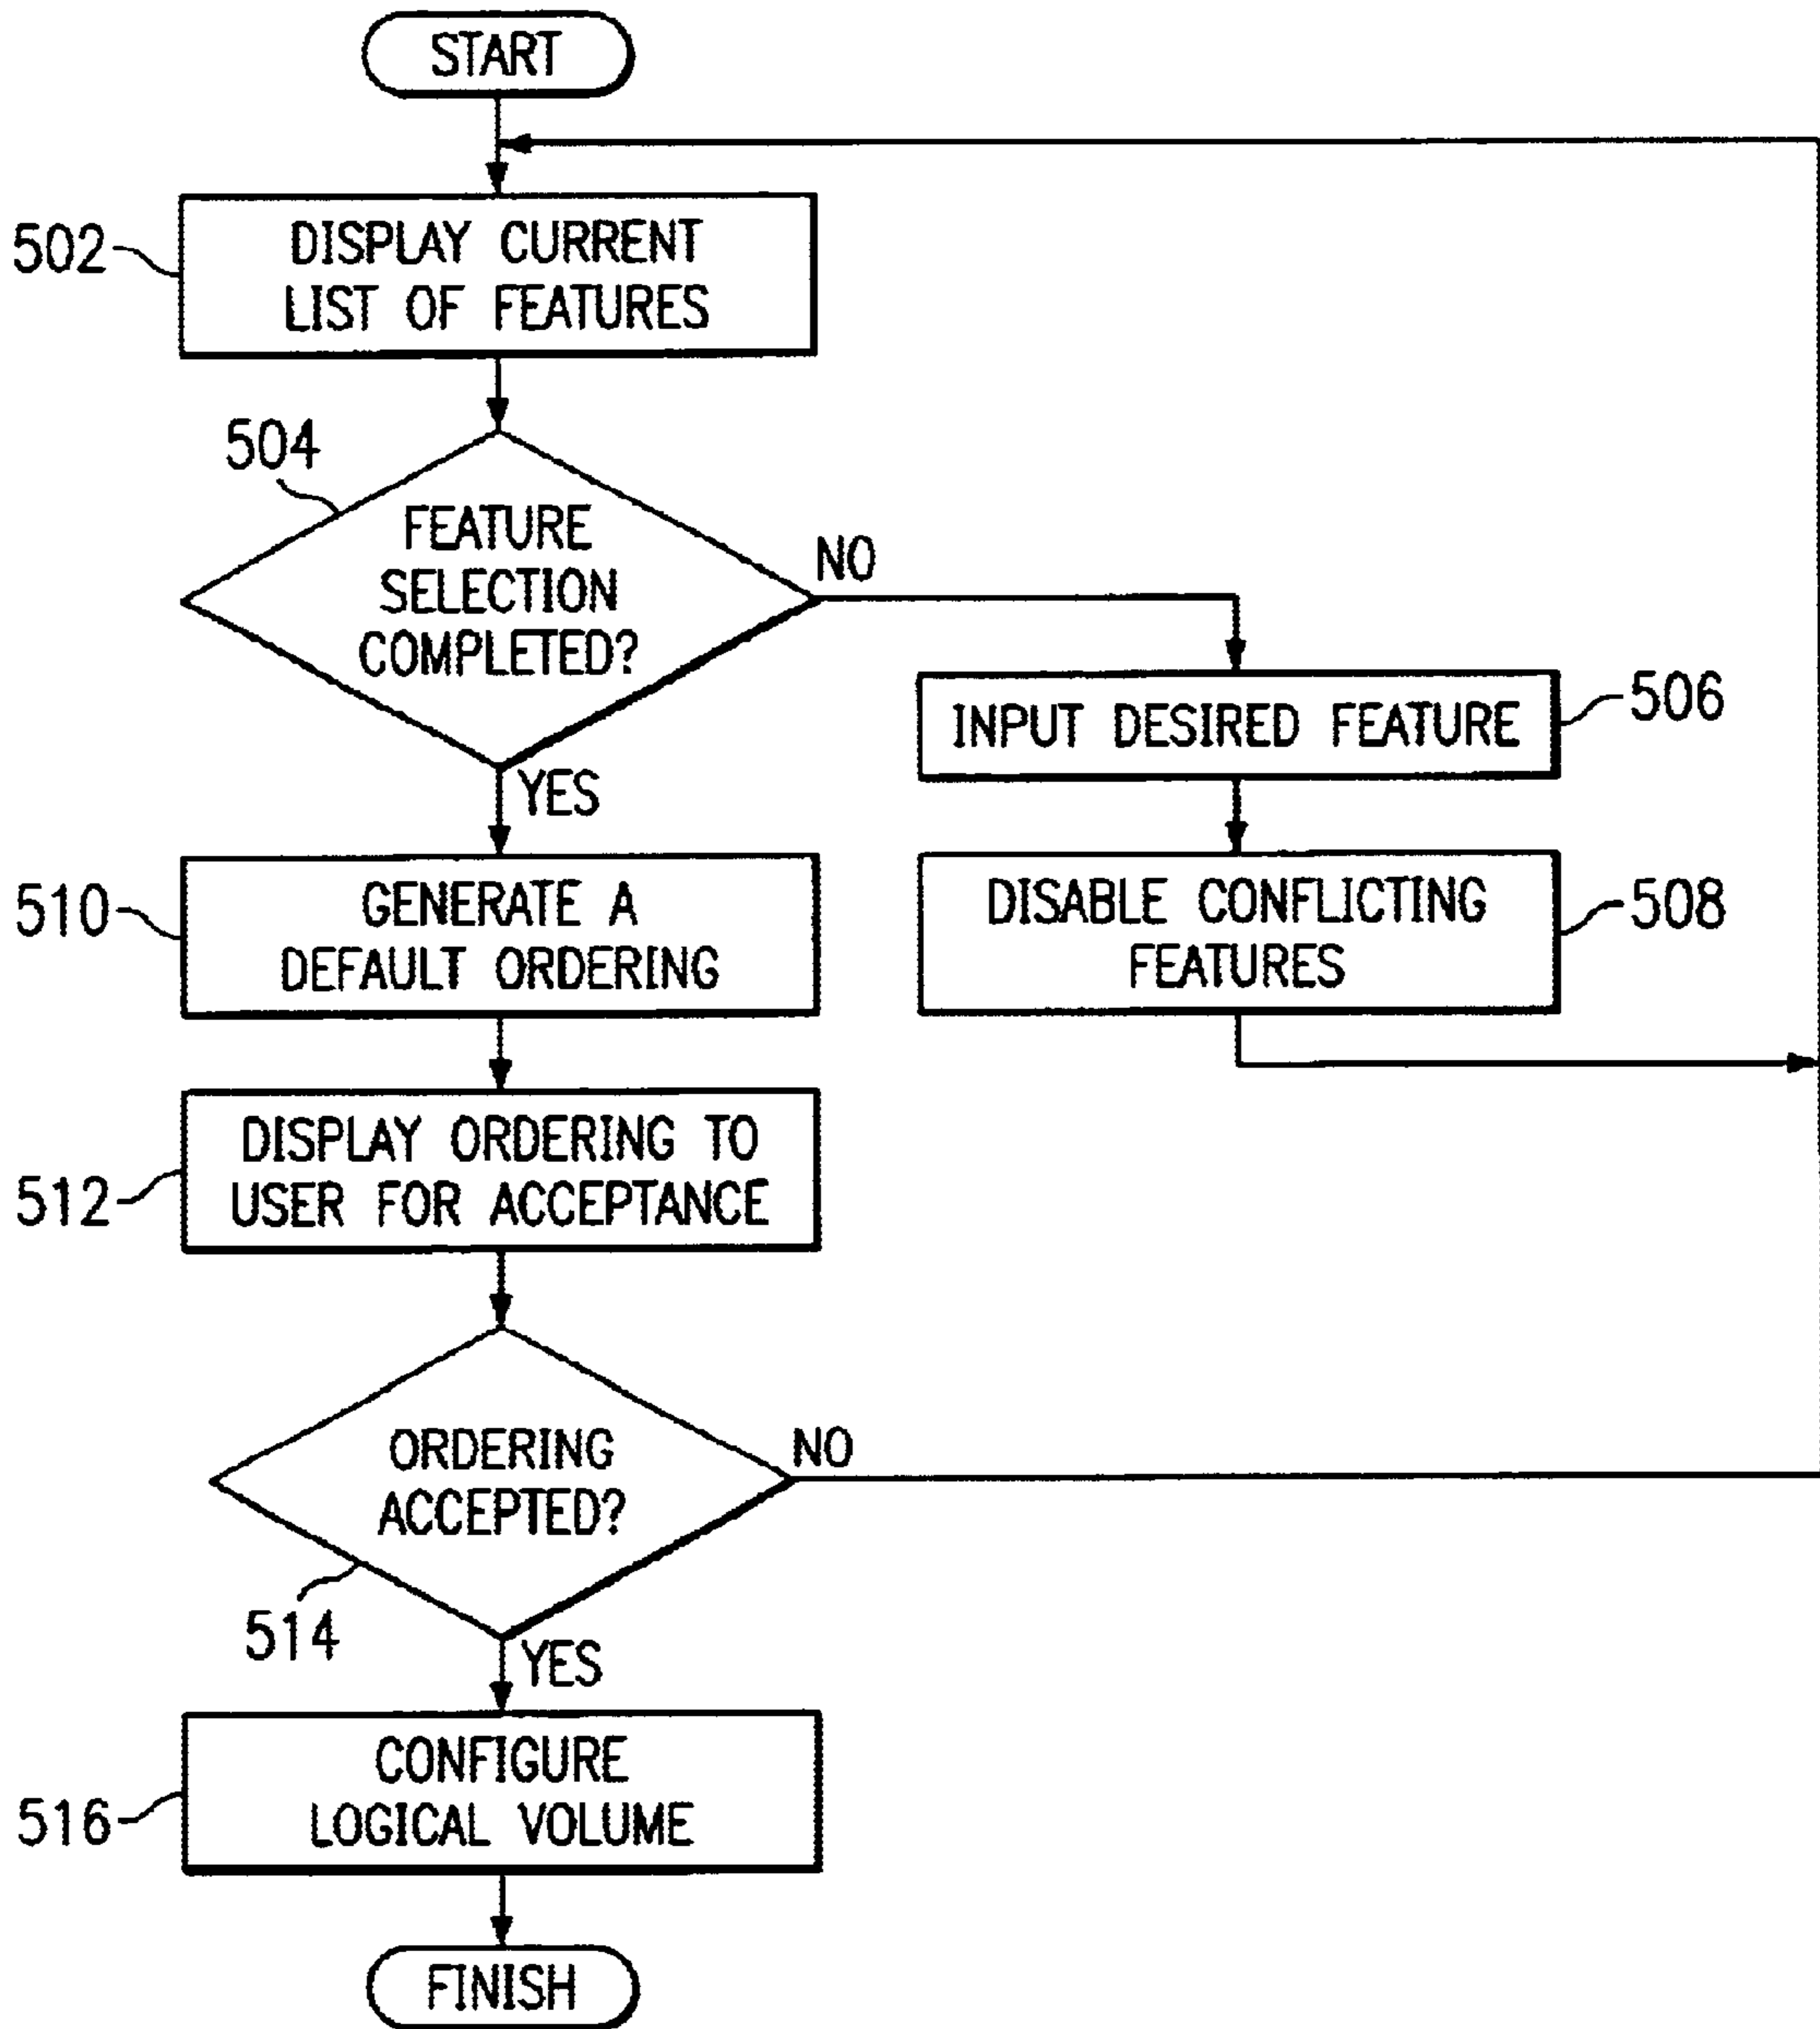 START
502
DISPLAY CURRENT
LIST OF FEATURES
504
FEATURE
SELECTION
COMPLETED?
NO
YES
INPUT DESIRED FEATURE
506
DISABLE CONFLICTING
FEATURES
508
510
GENERATE A
DEFAULT ORDERING
512
DISPLAY ORDERING TO
USER FOR ACCEPTANCE
ORDERING
ACCEPTED?
NO
514
YES
516
CONFIGURE
LOGICAL VOLUME
FINISH